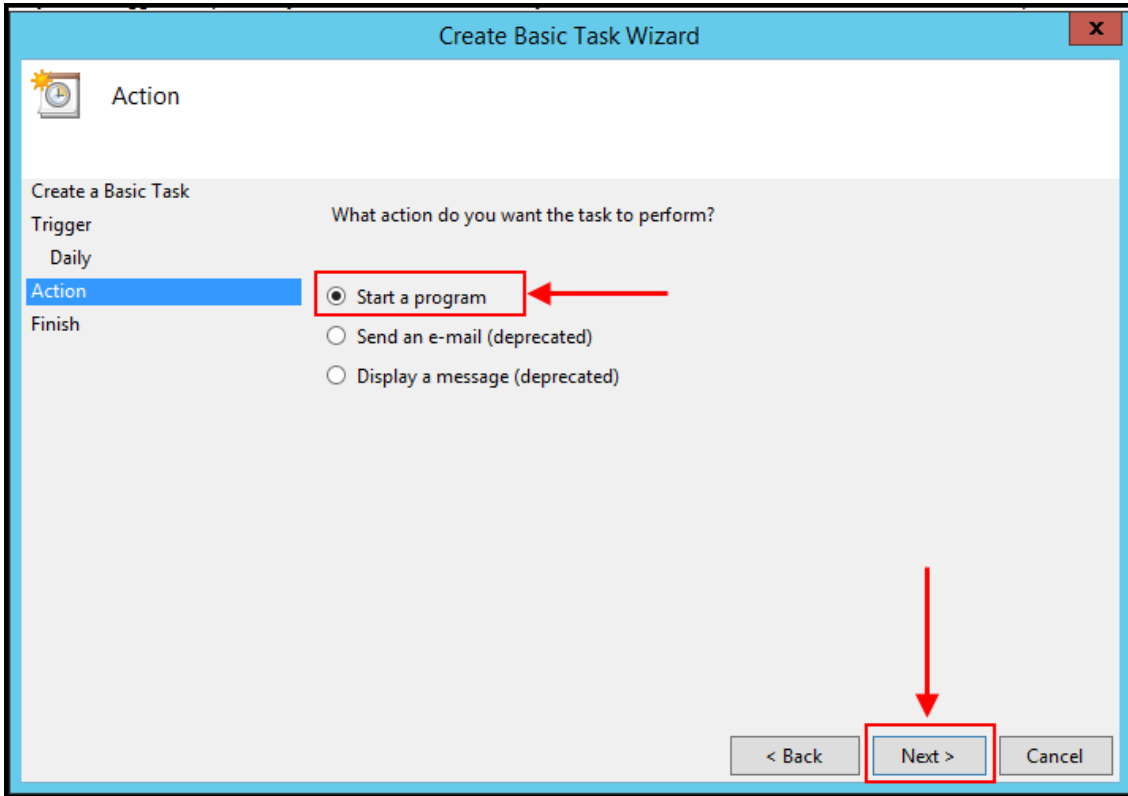 Create Basic Task Wizard
x
Action
Create a Basic Task
Trigger
Daily
Action
Finish
What action do you want the task to perform?
Start a program
Send an e-mail (deprecated)
Display a message (deprecated)
< Back
Next >
Cancel